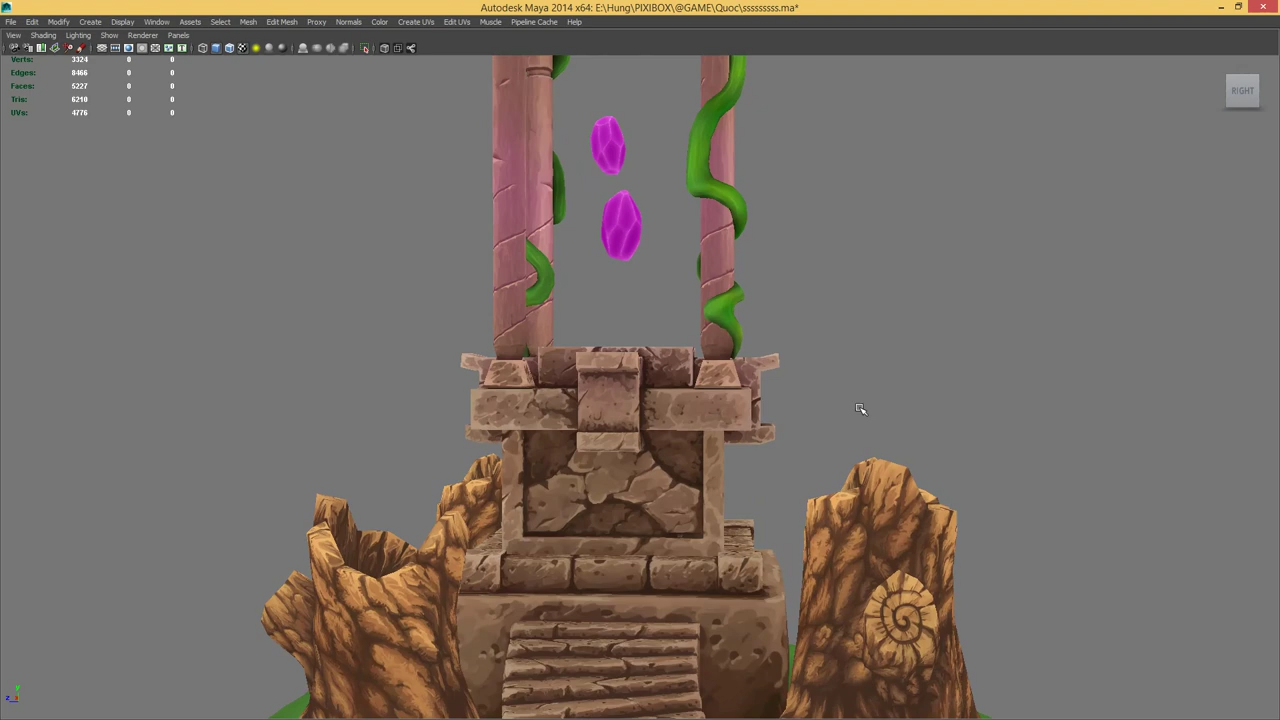 Autodesk Maya 2014 x64: E:\Hung\PIXIBOX\@GAME\Quoc\sssssssss.ma*
File Edit Modify Create Display Window Assets Select Mesh Edit Mesh Proxy Normals Color Create UVs Edit UVs Muscle Pipeline Cache Help
View Shading Lighting Show Renderer Panels
Verts: 3324 0 0
Edges: 8466 0 0
Faces: 5227 0 0
Tris: 6210 0 0
UVs: 4776 0 0
RIGHT
y
z